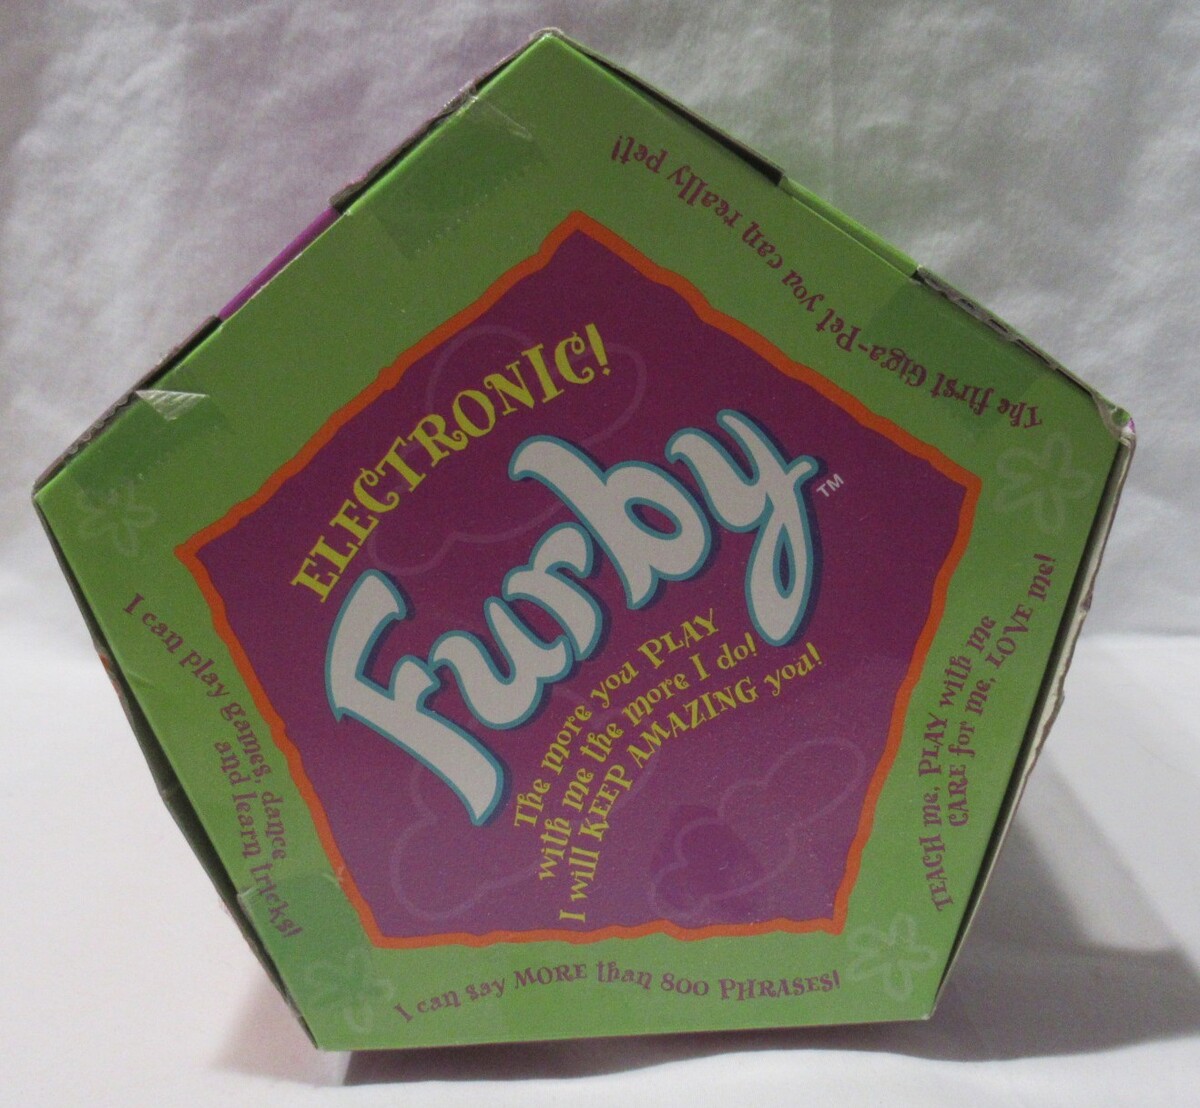 ELECTRONIC!
Furby™
The more you PLAY
with me the more I do!
I will KEEP AMAZING you!
The first Giga-Pet you can really pet!
TEACH me, PLAY with me
CARE for me, LOVE me!
I can say MORE than 800 PHRASES!
I can play games, dance
and learn tricks!